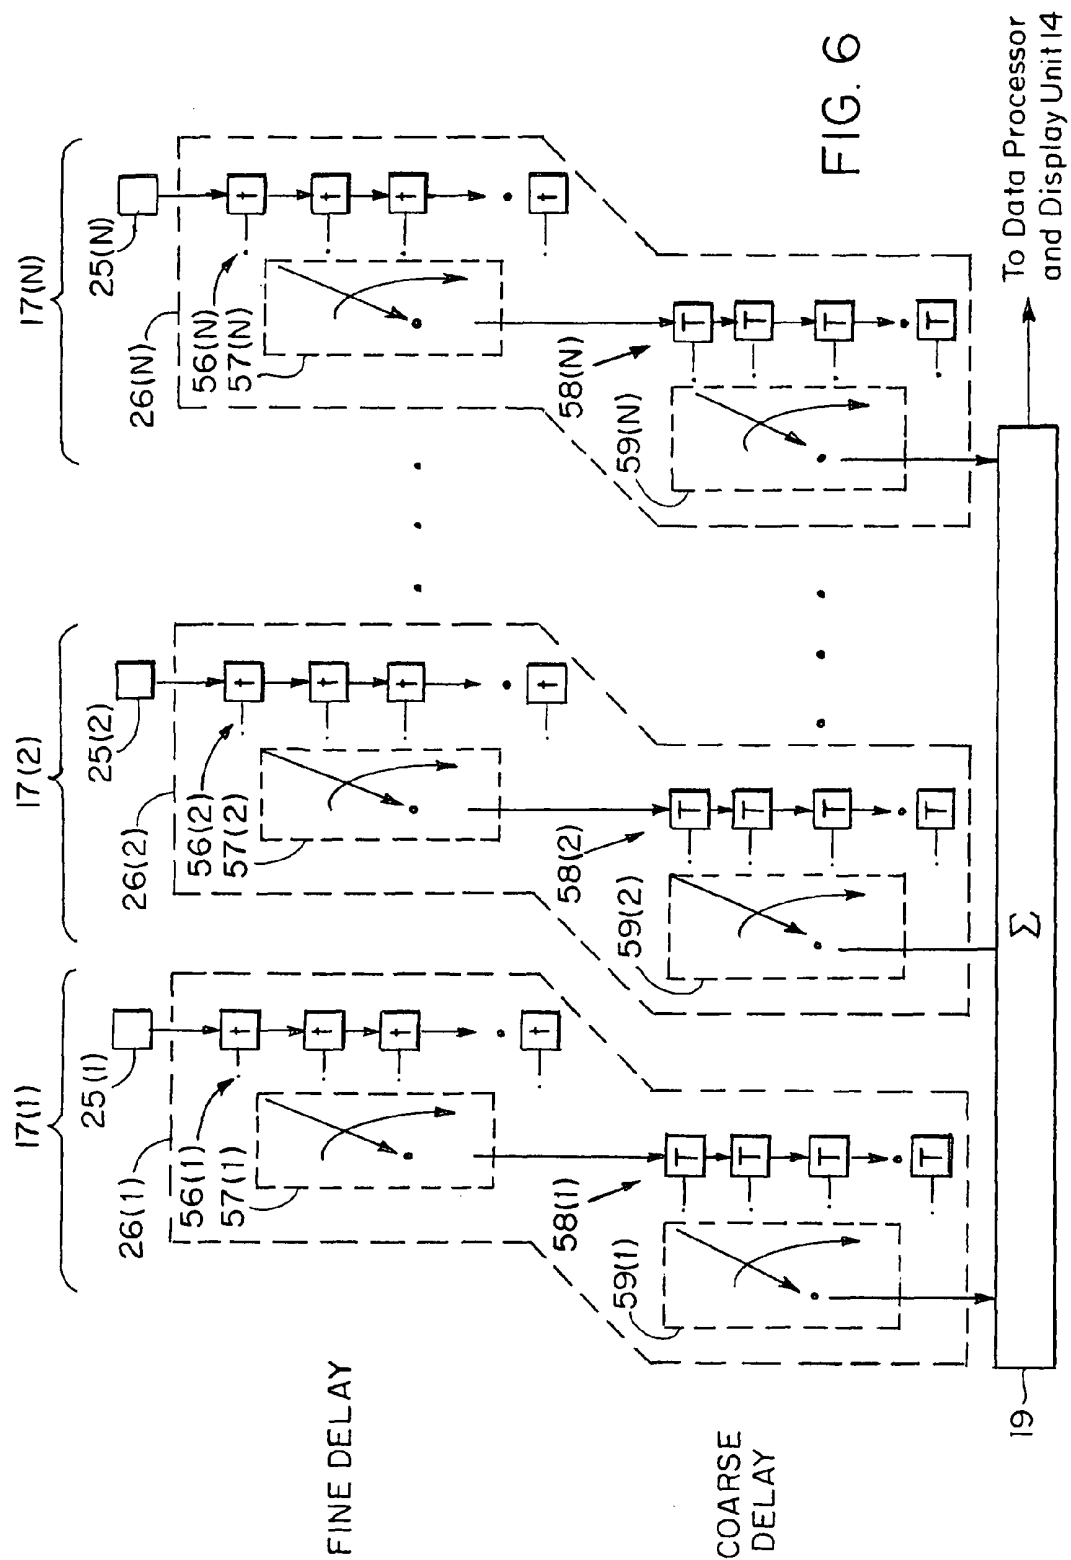 17(1)
17(2)
17(N)
25(1)
25(2)
25(N)
26(1)
26(2)
26(N)
56(1)
57(1)
56(2)
57(2)
56(N)
57(N)
t
t
t
t
t
t
t
t
t
t
t
t
FINE DELAY
58(1)
58(2)
58(N)
59(1)
59(2)
59(N)
T
T
T
T
T
T
T
T
T
T
T
T
COARSE
DELAY
19
Σ
To Data Processor
and Display Unit 14
FIG. 6